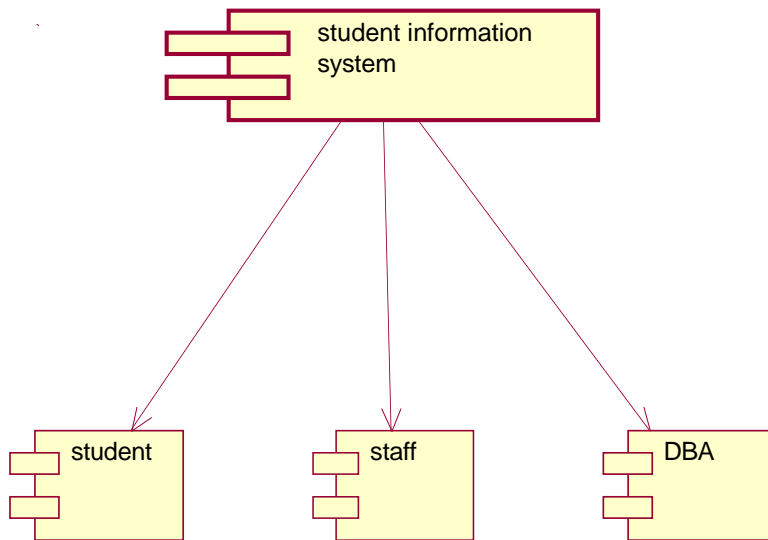 `
student information
system
student
staff
DBA